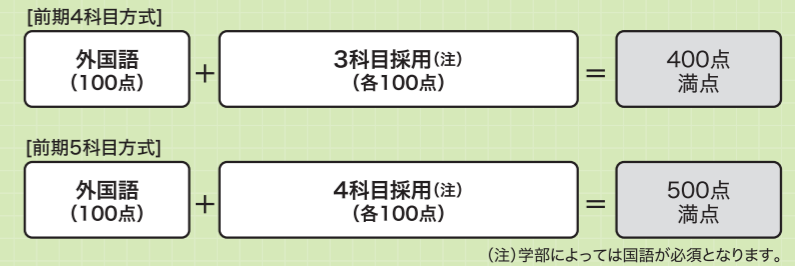 [前期4科目方式]
外国語
（100点）
＋
3科目採用（注）
（各100点）
＝
400点
満点
[前期5科目方式]
外国語
（100点）
＋
4科目採用（注）
（各100点）
＝
500点
満点
（注）学部によっては国語が必須となります。